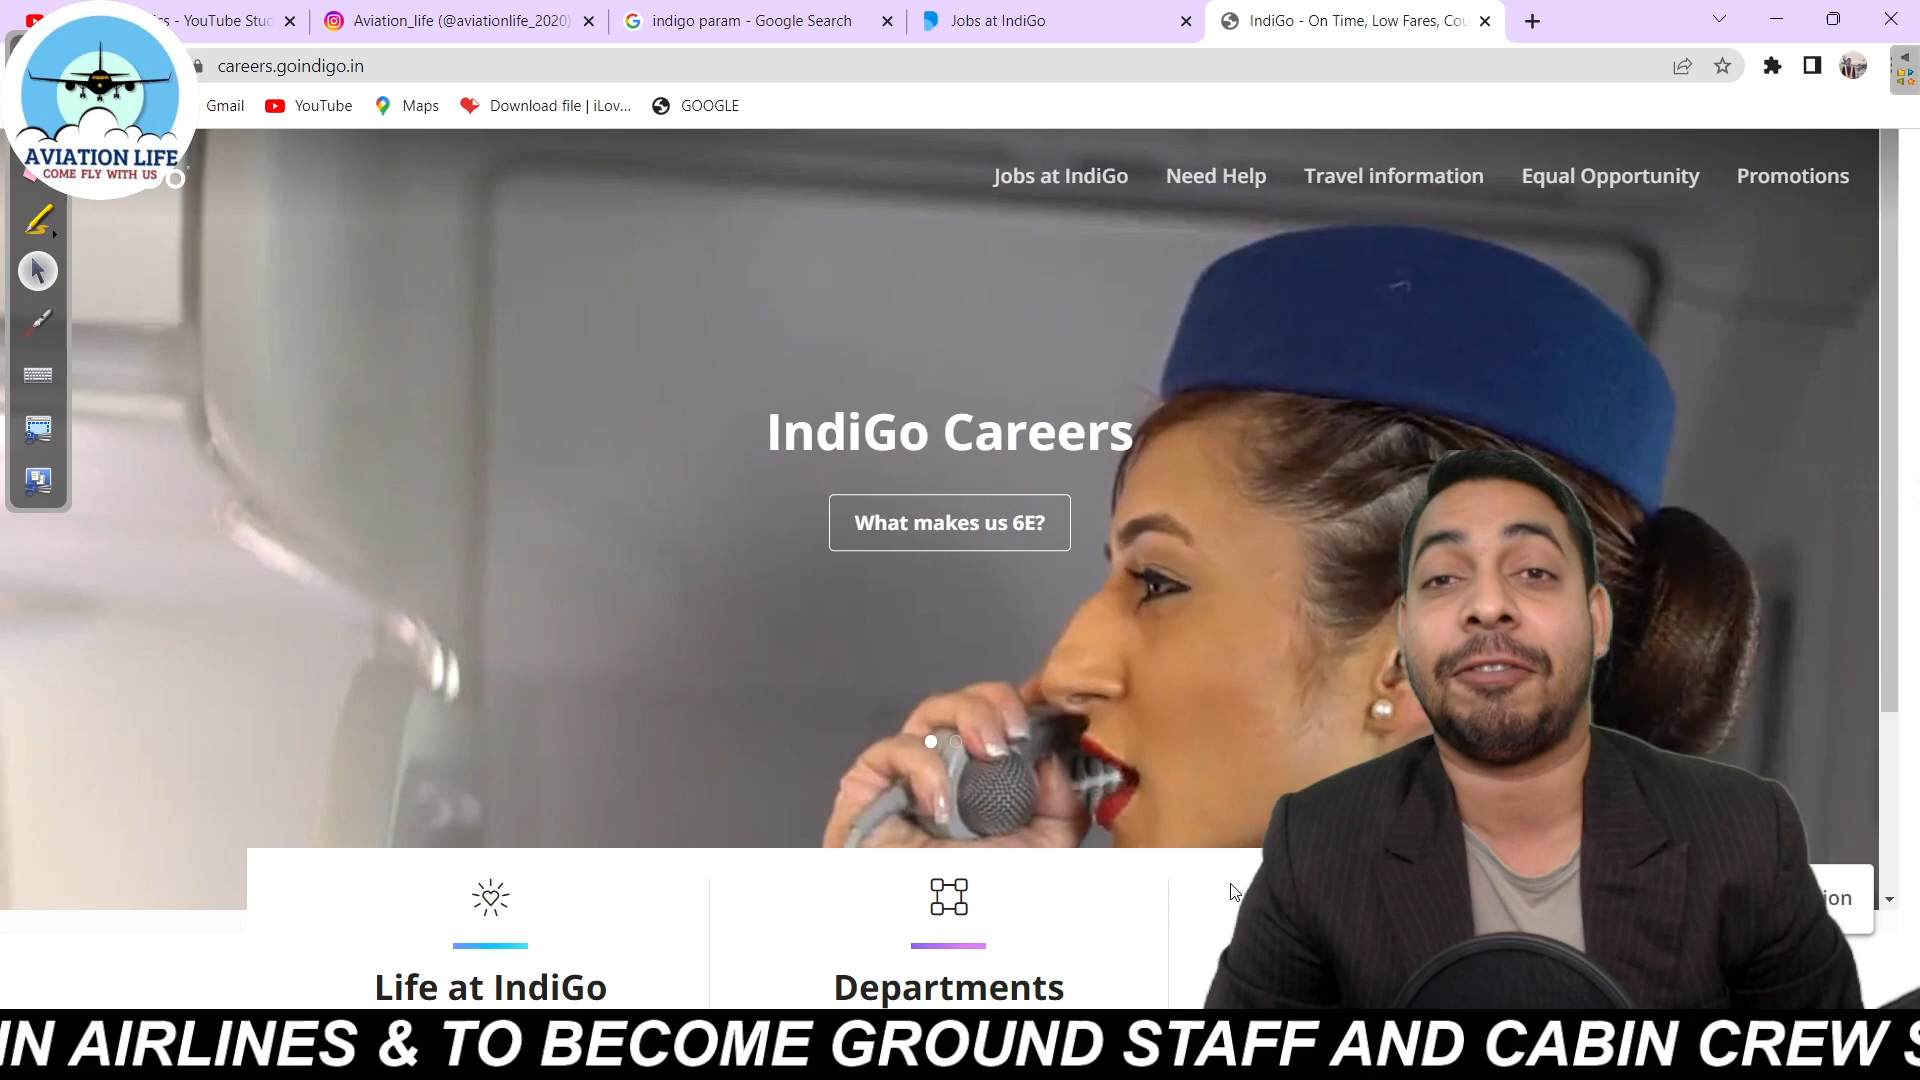 cs - YouTube Stud
Aviation_life (@aviationlife_2020)
indigo param - Google Search
Jobs at IndiGo
IndiGo - On Time, Low Fares, Cou
careers.goindigo.in
Gmail
YouTube
Maps
Download file | iLov...
GOOGLE
AVIATION LIFE
COME FLY WITH US
Jobs at IndiGo
Need Help
Travel information
Equal Opportunity
Promotions
IndiGo Careers
What makes us 6E?
ion
Life at IndiGo
Departments
IN AIRLINES & TO BECOME GROUND STAFF AND CABIN CREW S